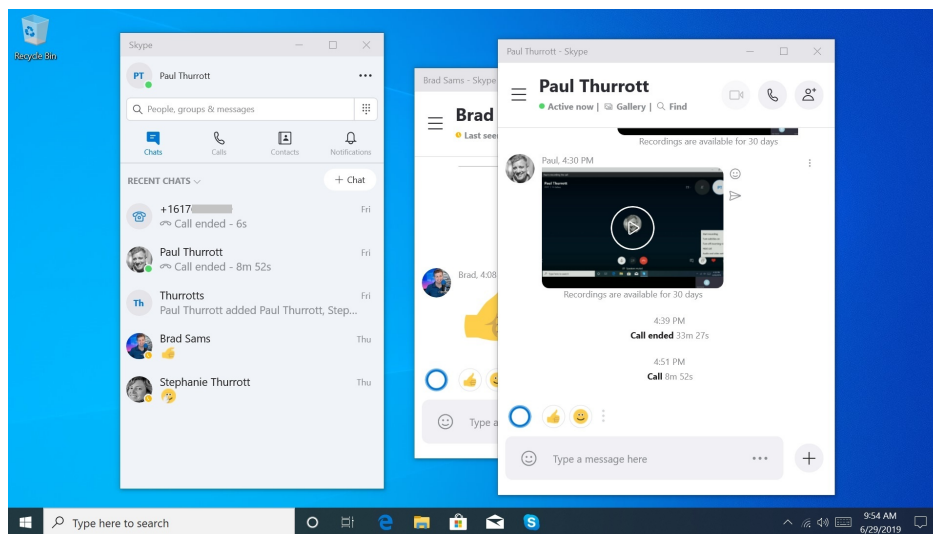 Recycle Bin
Skype
PT Paul Thurrott
People, groups & messages
Chats
Calls
Contacts
Notifications
RECENT CHATS
+ Chat
+1617
Fri
Call ended - 6s
Paul Thurrott
Fri
Call ended - 8m 52s
Th
Thurrotts
Fri
Paul Thurrott added Paul Thurrott, Step...
Brad Sams
Thu
Stephanie Thurrott
Thu
Brad Sams - Skype
Brad
Last see
Brad, 4:08
Type a
Paul Thurrott - Skype
Paul Thurrott
Active now | Gallery | Find
Recordings are available for 30 days
Paul, 4:30 PM
Recordings are available for 30 days
4:39 PM
Call ended 33m 27s
4:51 PM
Call 8m 52s
Type a message here
Type here to search
9:54 AM
6/29/2019